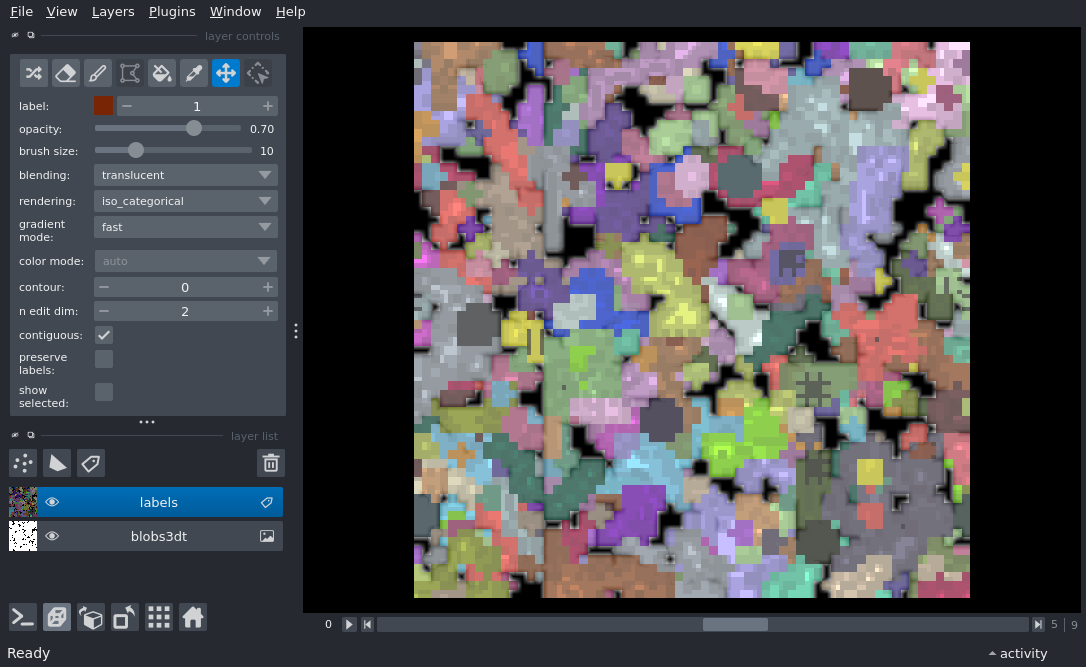 File View Layers Plugins Window Help
layer controls
label: 1
opacity: 0.70
brush size: 10
blending: translucent
rendering: iso_categorical
gradient
mode: fast
color mode: auto
contour: 0
n edit dim: 2
contiguous:
preserve
labels:
show
selected:
layer list
labels
blobs3dt
0 5 9
Ready activity